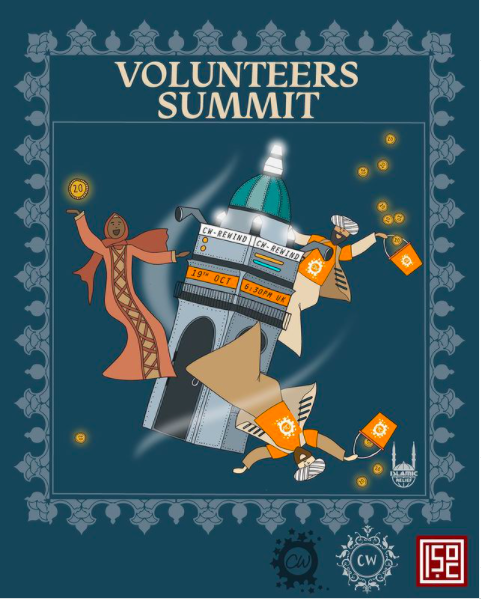 VOLUNTEERS
SUMMIT
20
CW-REWIND
CW-REWIND
19TH OCT
6:30PM UK
ISLAMIC
RELIEF
CW
CW